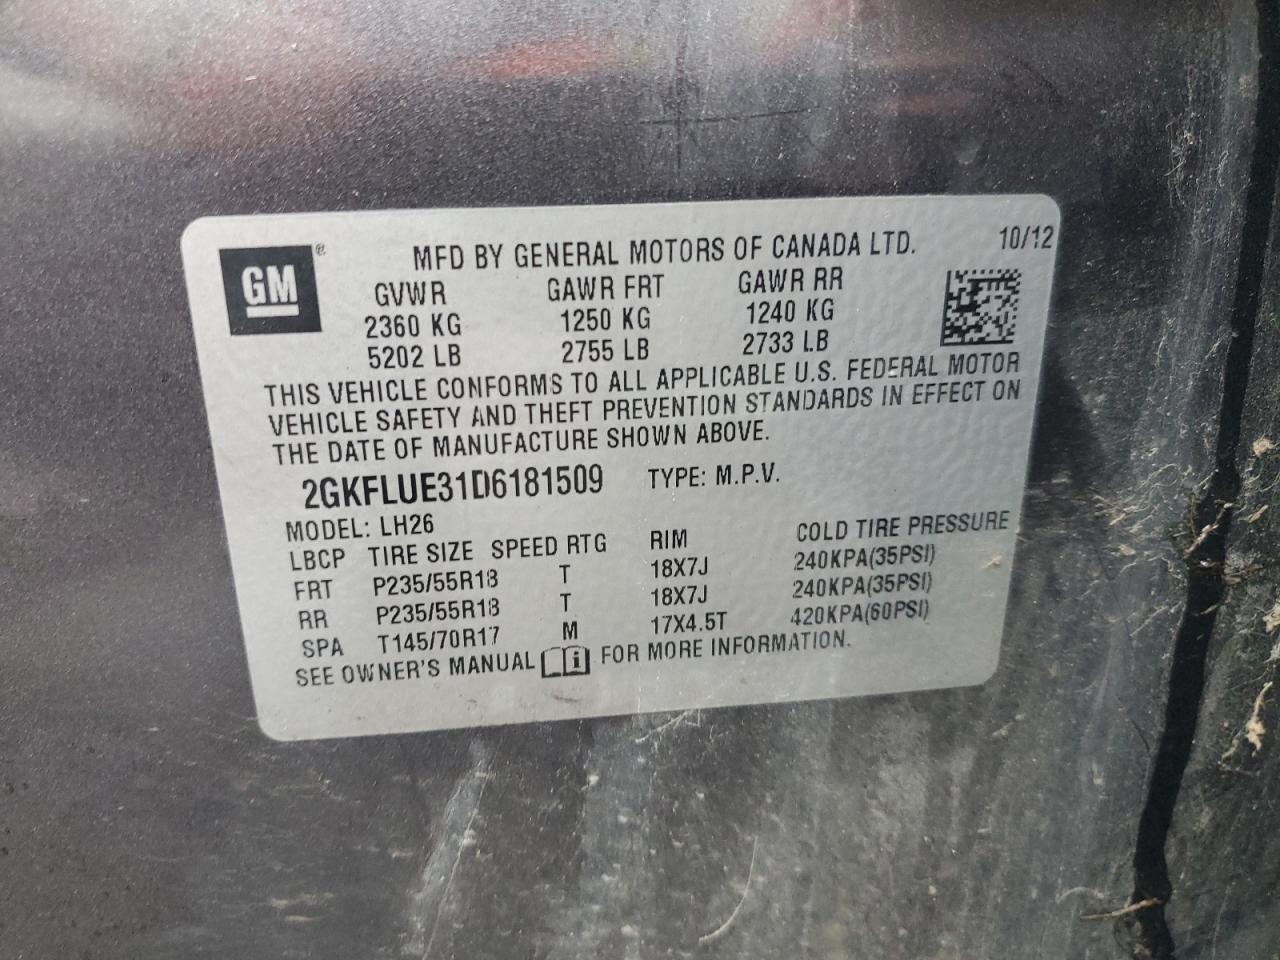 GM ®
MFD BY GENERAL MOTORS OF CANADA LTD. 10/12
GVWR GAWR FRT GAWR RR
2360 KG 1250 KG 1240 KG
5202 LB 2755 LB 2733 LB
THIS VEHICLE CONFORMS TO ALL APPLICABLE U.S. FEDERAL MOTOR
VEHICLE SAFETY AND THEFT PREVENTION STANDARDS IN EFFECT ON
THE DATE OF MANUFACTURE SHOWN ABOVE.
2GKFLUE31D6181509 TYPE: M.P.V.
MODEL: LH26
LBCP TIRE SIZE SPEED RTG RIM COLD TIRE PRESSURE
FRT P235/55R18 T 18X7J 240KPA(35PSI)
RR P235/55R18 T 18X7J 240KPA(35PSI)
SPA T145/70R17 M 17X4.5T 420KPA(60PSI)
SEE OWNER'S MANUAL i FOR MORE INFORMATION.